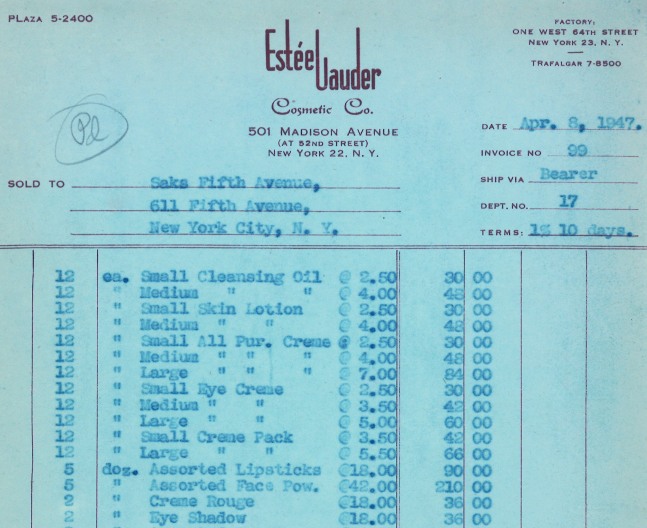 PLAZA 5-2400
Estée Lauder
Cosmetic Co.
501 MADISON AVENUE
(AT 52ND STREET)
NEW YORK 22, N. Y.
FACTORY;
ONE WEST 64TH STREET
NEW YORK 23, N. Y.
TRAFALGAR 7-8500
DATE Apr. 8, 1947.
INVOICE NO 99
SHIP VIA Bearer
DEPT. NO. 17
TERMS: 1% 10 days.
SOLD TO Saks Fifth Avenue,
611 Fifth Avenue,
New York City, N. Y.
12 ea. Small Cleansing Oil @ 2.50 30 00
12 " Medium " " @ 4.00 48 00
12 " Small Skin Lotion @ 2.50 30 00
12 " Medium " " @ 4.00 48 00
12 " Small All Pur. Creme @ 2.50 30 00
12 " Medium " " " @ 4.00 48 00
12 " Large " " " @ 7.00 84 00
12 " Small Eye Creme @ 2.50 30 00
12 " Medium " " @ 3.50 42 00
12 " Large " " @ 5.00 60 00
12 " Small Creme Pack @ 3.50 42 00
12 " Large " " @ 5.50 66 00
5 doz. Assorted Lipsticks @18.00 90 00
5 " Assorted Face Pow. @42.00 210 00
2 " Creme Rouge @18.00 36 00
2 " Eye Shadow @18.00 36 00